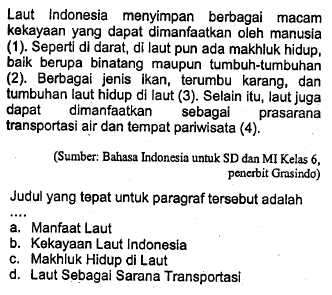 Laut Indonesia menyimpan berbagai macam
kekayaan yang dapat dimanfaatkan oleh manusia
(1). Seperti di darat, di laut pun ada makhluk hidup,
baik berupa binatang maupun tumbuh-tumbuhan
(2). Berbagai jenis ikan, terumbu karang, dan
tumbuhan laut hidup di laut (3). Selain itu, laut juga
dapat dimanfaatkan sebagai prasarana
transportasi air dan tempat pariwisata (4).
(Sumber: Bahasa Indonesia untuk SD dan MI Kelas 6,
penerbit Grasindo)
Judul yang tepat untuk paragraf tersebut adalah
....
a. Manfaat Laut
b. Kekayaan Laut Indonesia
c. Makhluk Hidup di Laut
d. Laut Sebagai Sarana Transportasi